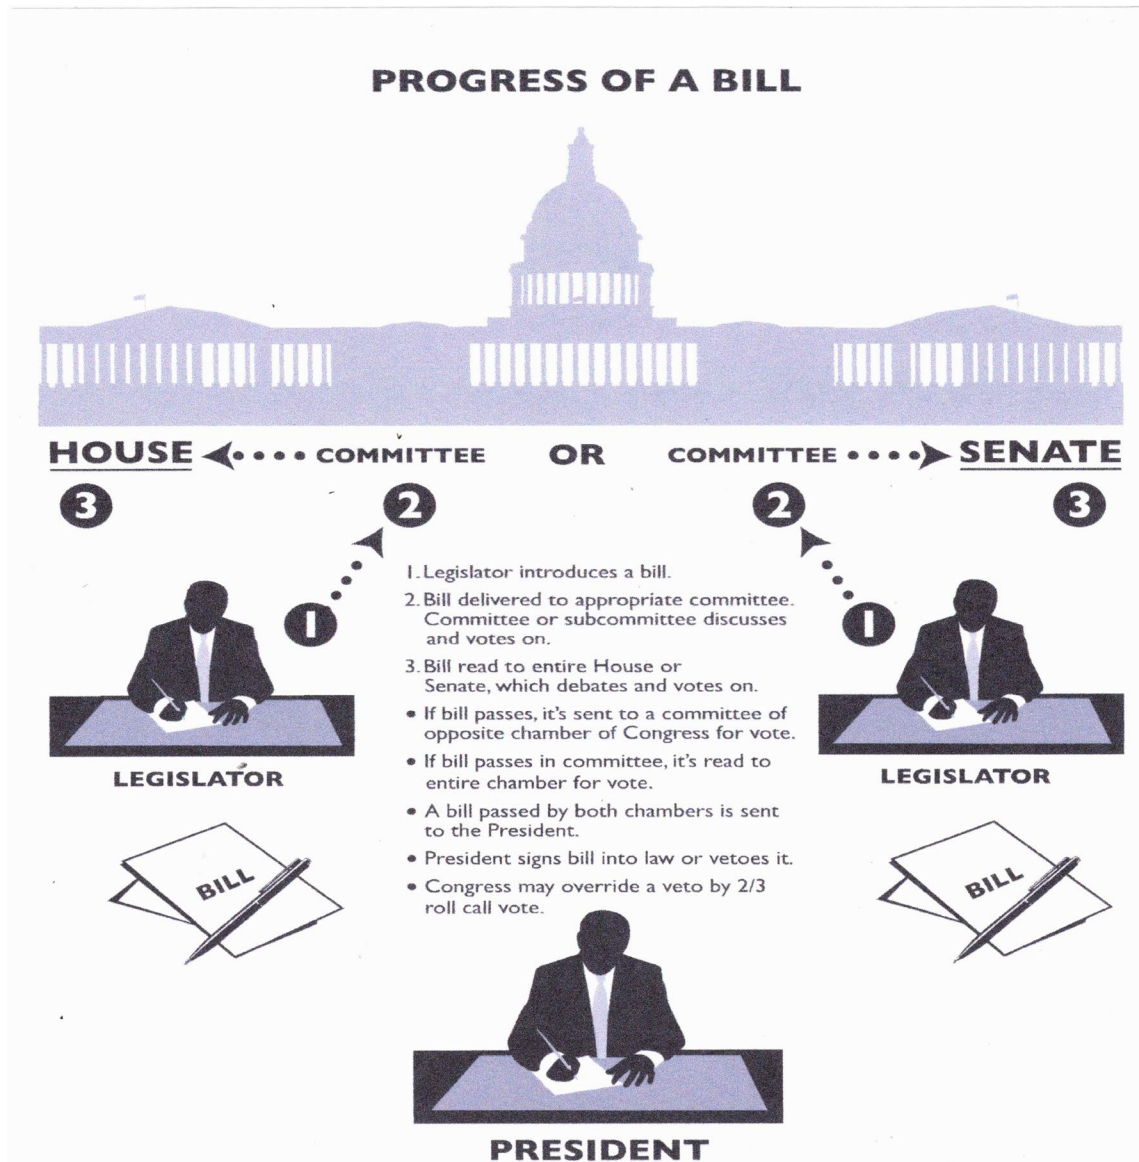 PROGRESS OF A BILL
HOUSE COMMITTEE OR COMMITTEE SENATE
3 2 2 3
1. Legislator introduces a bill.
2. Bill delivered to appropriate committee.
Committee or subcommittee discusses
and votes on.
3. Bill read to entire House or
Senate, which debates and votes on.
• If bill passes, it's sent to a committee of
opposite chamber of Congress for vote.
• If bill passes in committee, it's read to
entire chamber for vote.
• A bill passed by both chambers is sent
to the President.
• President signs bill into law or vetoes it.
• Congress may override a veto by 2/3
roll call vote.
1
1
LEGISLATOR
LEGISLATOR
BILL
BILL
PRESIDENT